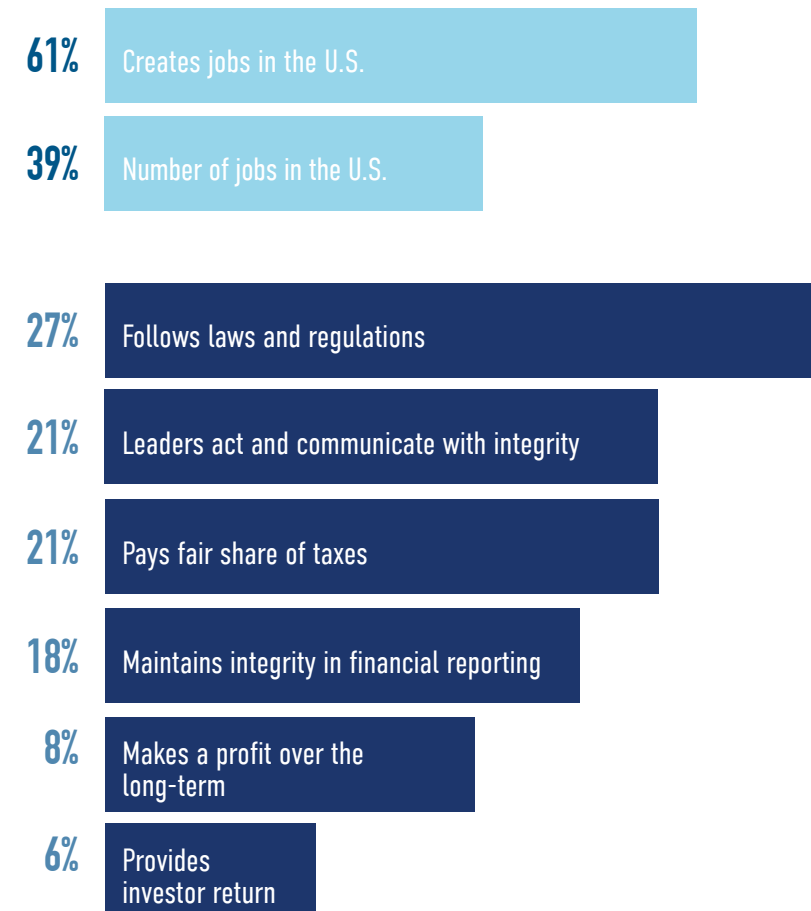 61% Creates jobs in the U.S.
39% Number of jobs in the U.S.
27% Follows laws and regulations
21% Leaders act and communicate with integrity
21% Pays fair share of taxes
18% Maintains integrity in financial reporting
8% Makes a profit over the
long-term
6% Provides
investor return